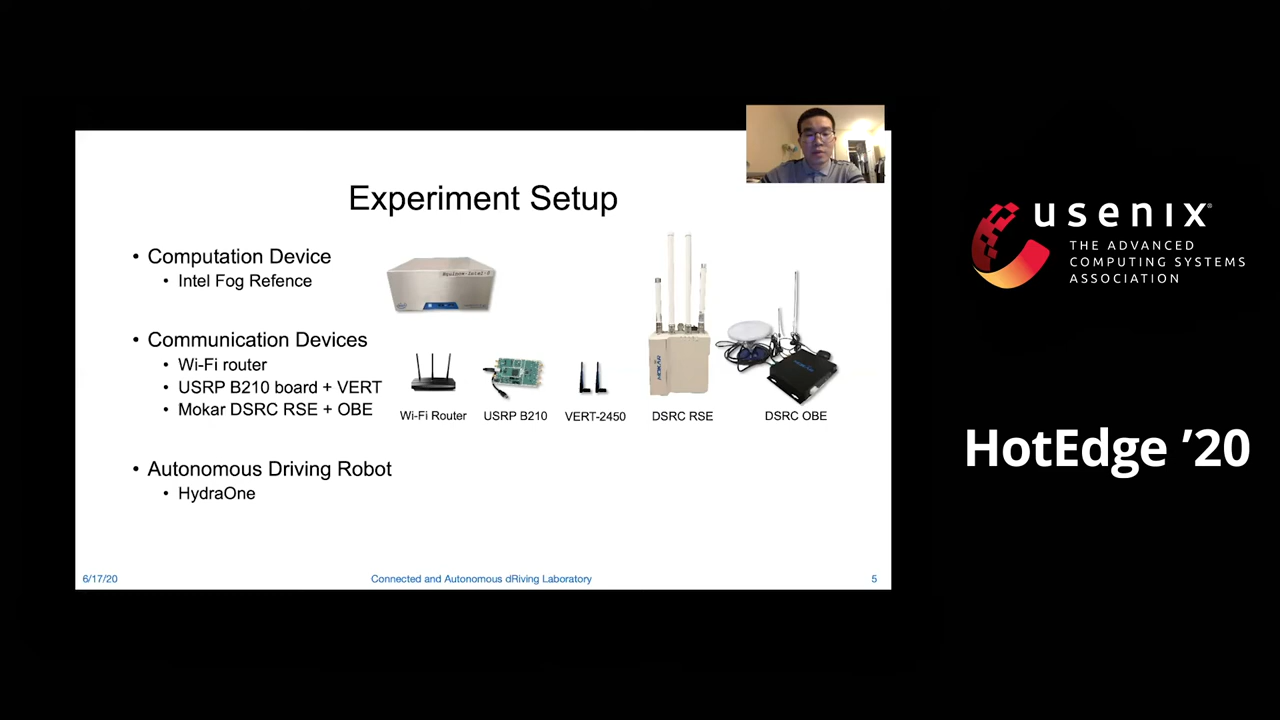 Experiment Setup
• Computation Device
• Intel Fog Refence
• Communication Devices
• Wi-Fi router
• USRP B210 board + VERT
• Mokar DSRC RSE + OBE
Wi-Fi Router
USRP B210
VERT-2450
DSRC RSE
DSRC OBE
• Autonomous Driving Robot
• HydraOne
6/17/20
Connected and Autonomous dRiving Laboratory
5
usenix®
THE ADVANCED
COMPUTING SYSTEMS
ASSOCIATION
HotEdge ’20